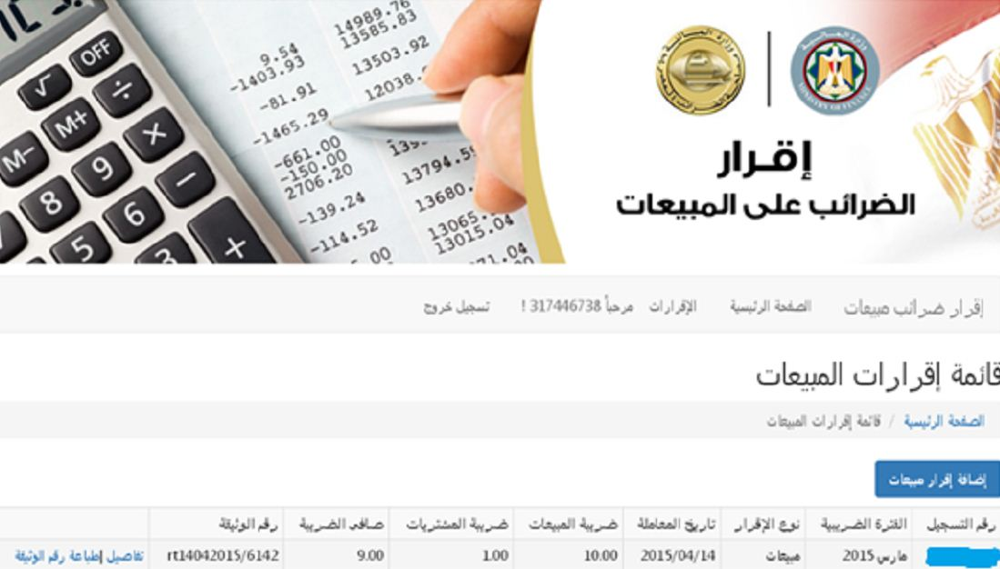 OFF
√
÷
M+
×
M-
9
−
8
6
5
+
3
9.54
-1403.93
-81.91
-1465.29
-661.00
-150.00
2706.20
-139.24
-114.52
00
14989.76
13585.83
13503.92
12038.
13794.5
13680.
13065.
13015.04
71.04
وزارة المالية
MINISTRY OF FINANCE
إقـرار
الضرائب على المبيعات
إقرار ضرائب مبيعات الصفحة الرئيسية الإقرارات مرحباً 317446738 ! تسجيل خروج
قائمة إقرارات المبيعات
الصفحة الرئيسية / قائمة إقرارات المبيعات
إضافة إقرار مبيعات
رقم التسجيل الفترة الضريبية نوع الإقرار تاريخ المعاملة ضريبة المبيعات ضريبة المشتريات صافى الضريبة رقم الوثيقة
مارس 2015 مبيعات 2015/04/14 10.00 1.00 9.00 rt14042015/6142 تفاصيل |طباعة رقم الوثيقة